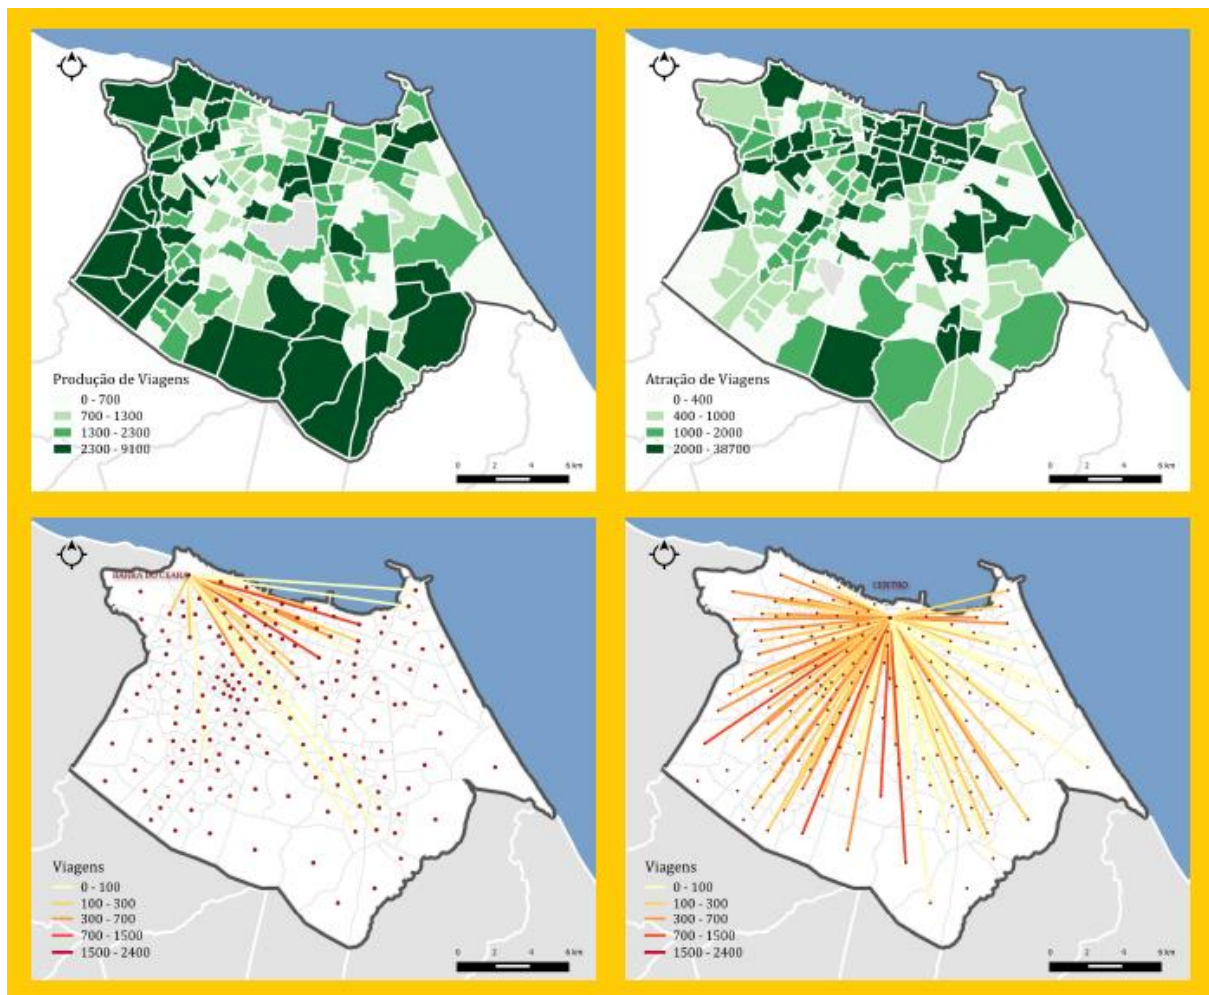 Produção de Viagens
0 - 700
700 - 1300
1300 - 2300
2300 - 9100
0 2 4 6 km
Atração de Viagens
0 - 400
400 - 1000
1000 - 2000
2000 - 38700
0 2 4 6 km
BARRA DO CEARÁ
Viagens
0 - 100
100 - 300
300 - 700
700 - 1500
1500 - 2400
0 2 4 6 km
CENTRO
Viagens
0 - 100
100 - 300
300 - 700
700 - 1500
1500 - 2400
0 2 4 6 km